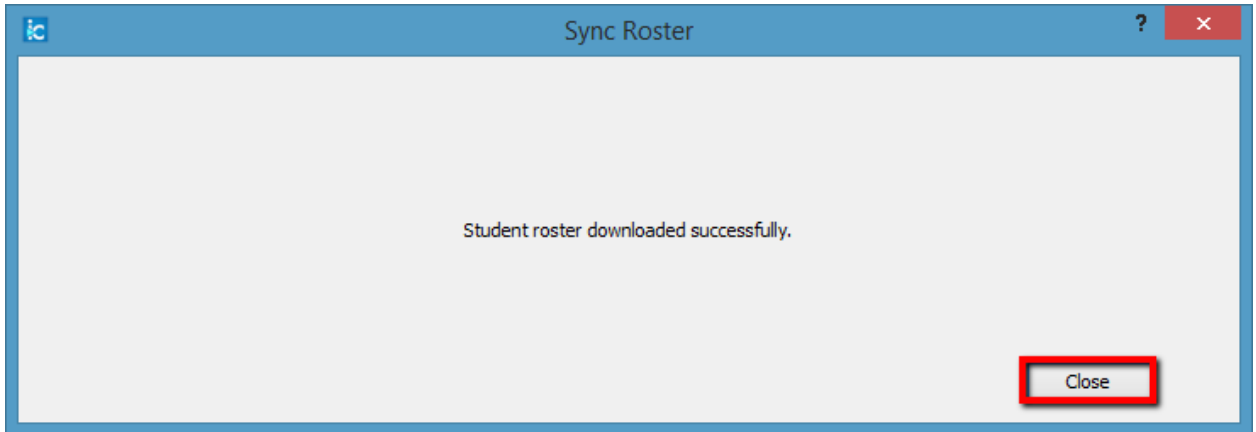 ic
Sync Roster
?
×
Student roster downloaded successfully.
Close